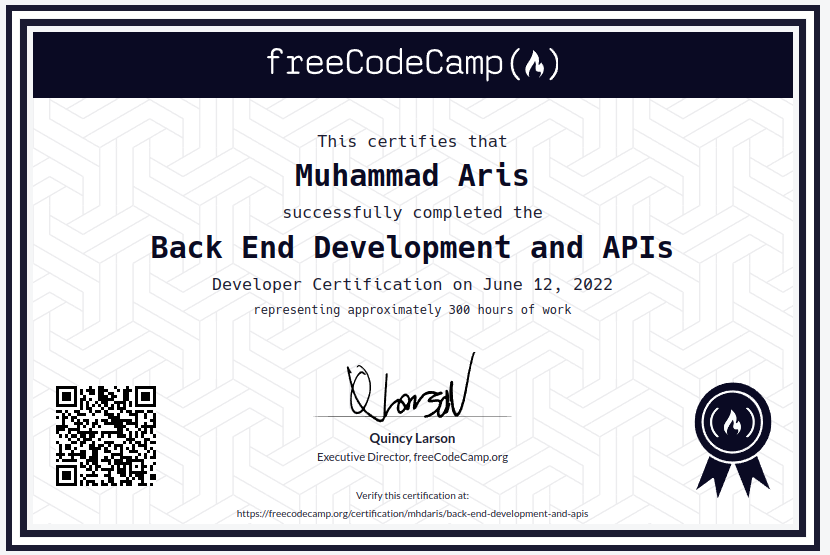 freeCodeCamp
This certifies that
Muhammad Aris
successfully completed the
Back End Development and APIs
Developer Certification on June 12, 2022
representing approximately 300 hours of work
Quincy Larson
Executive Director, freeCodeCamp.org
Verify this certification at:
https://freecodecamp.org/certification/mhdaris/back-end-development-and-apis